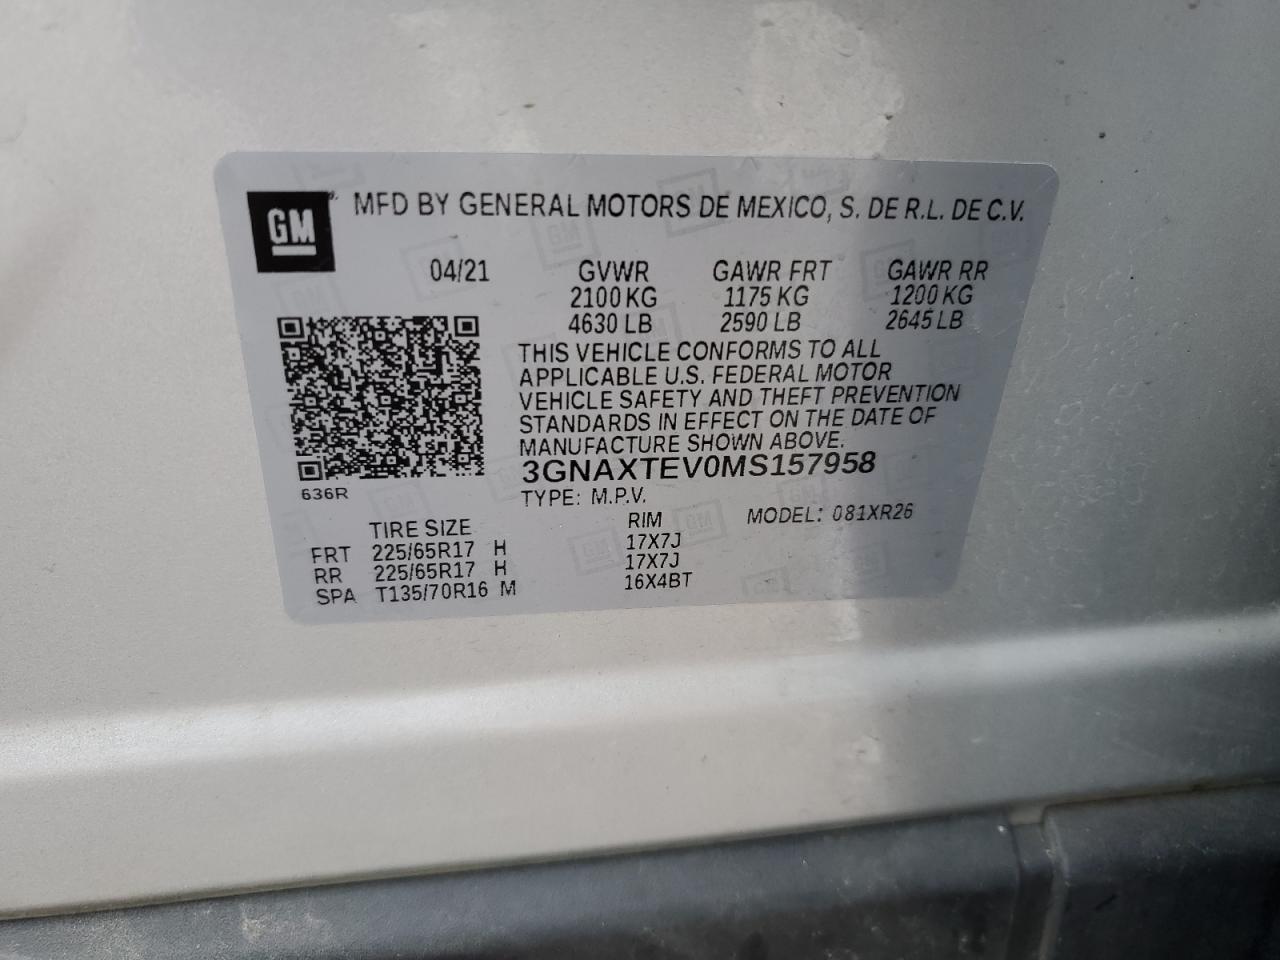 GM MFD BY GENERAL MOTORS DE MEXICO, S. DE R.L. DE C.V.
04/21 GVWR GAWR FRT GAWR RR
2100 KG 1175 KG 1200 KG
4630 LB 2590 LB 2645 LB
THIS VEHICLE CONFORMS TO ALL
APPLICABLE U.S. FEDERAL MOTOR
VEHICLE SAFETY AND THEFT PREVENTION
STANDARDS IN EFFECT ON THE DATE OF
MANUFACTURE SHOWN ABOVE.
3GNAXTEV0MS157958
636R
TYPE: M.P.V. MODEL: 081XR26
TIRE SIZE RIM
FRT 225/65R17 H 17X7J
RR 225/65R17 H 17X7J
SPA T135/70R16 M 16X4BT